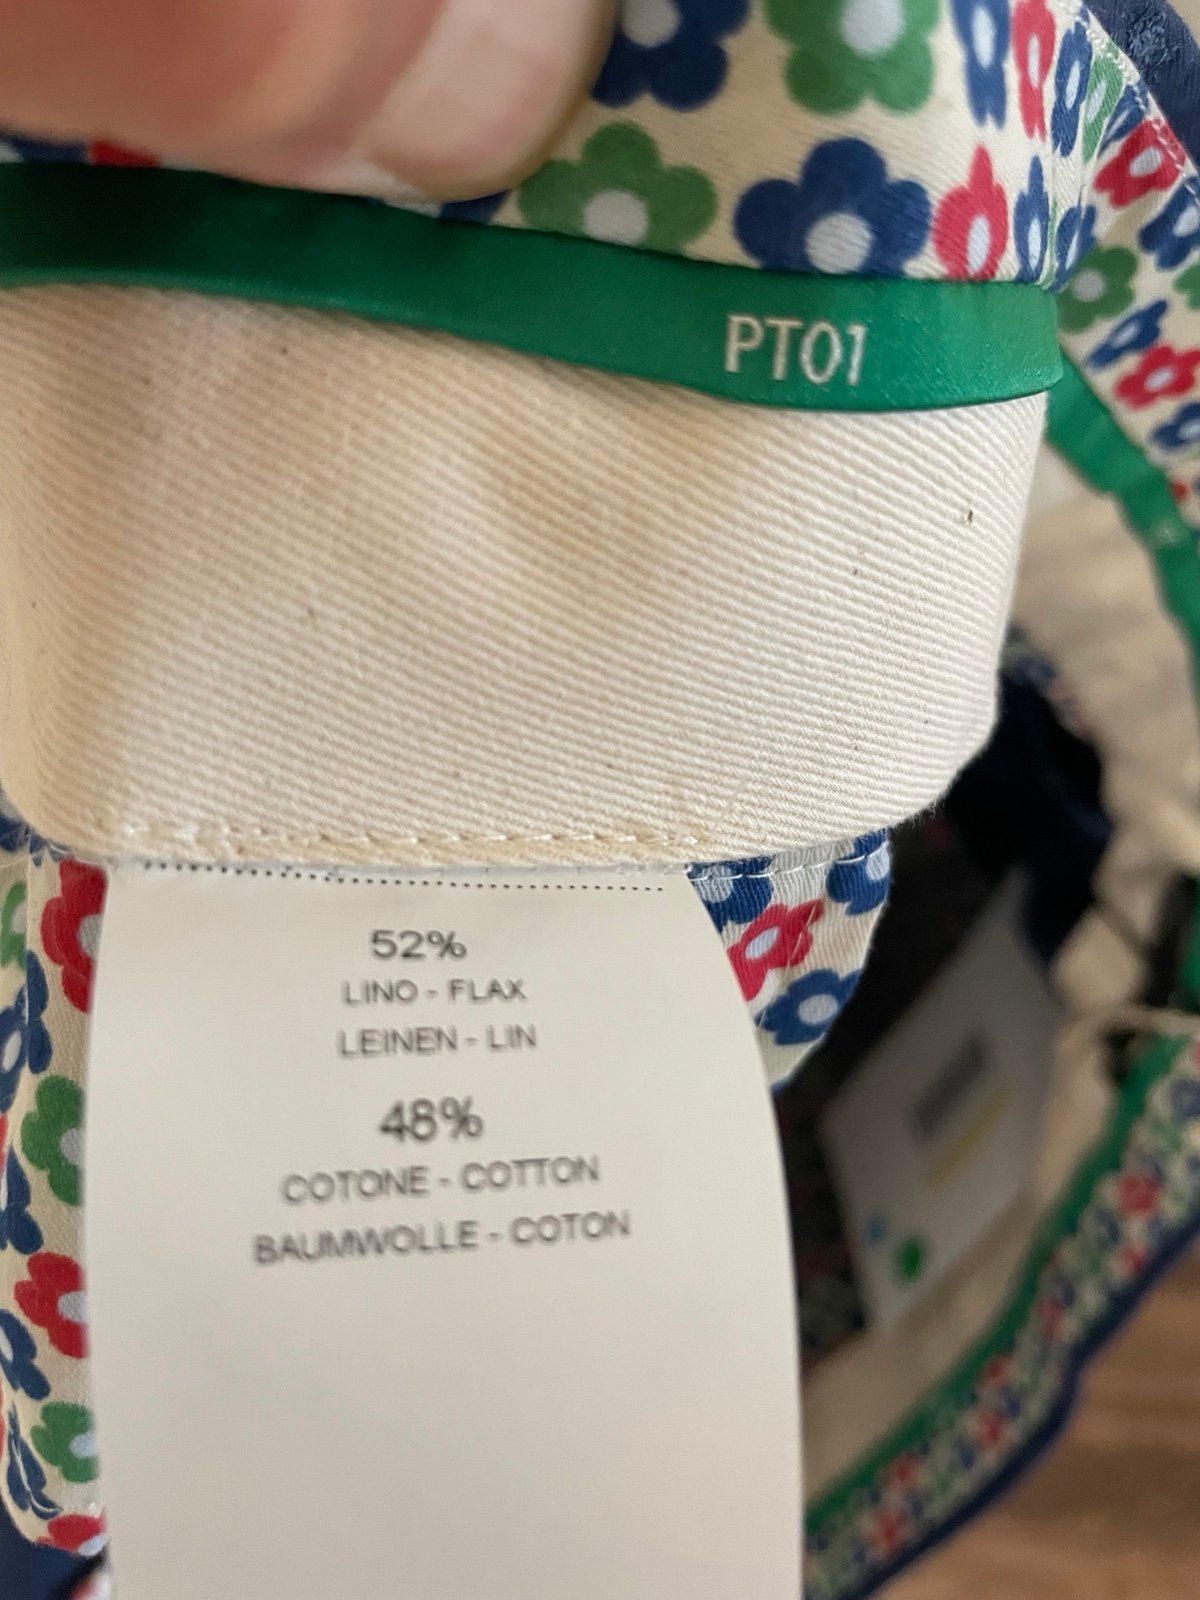 PT01
52%
LINO - FLAX
LEINEN - LIN
48%
COTONE - COTTON
BAUMWOLLE - COTON